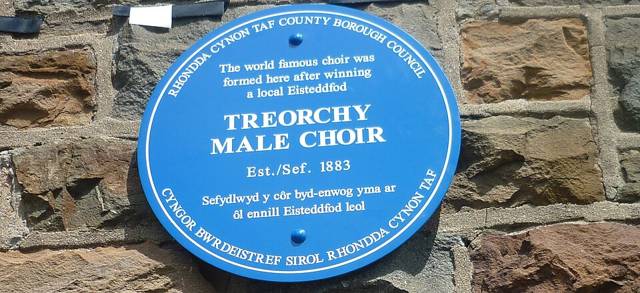 RHONDDA CYNON TAF COUNTY BOROUGH COUNCIL
The world famous choir was
formed here after winning
a local Eisteddfod
TREORCHY
MALE CHOIR
Est./Sef. 1883
Sefydlwyd y côr byd-enwog yma ar
ôl ennill Eisteddfod leol
CYNGOR BWRDEISTREF SIROL RHONDDA CYNON TAF